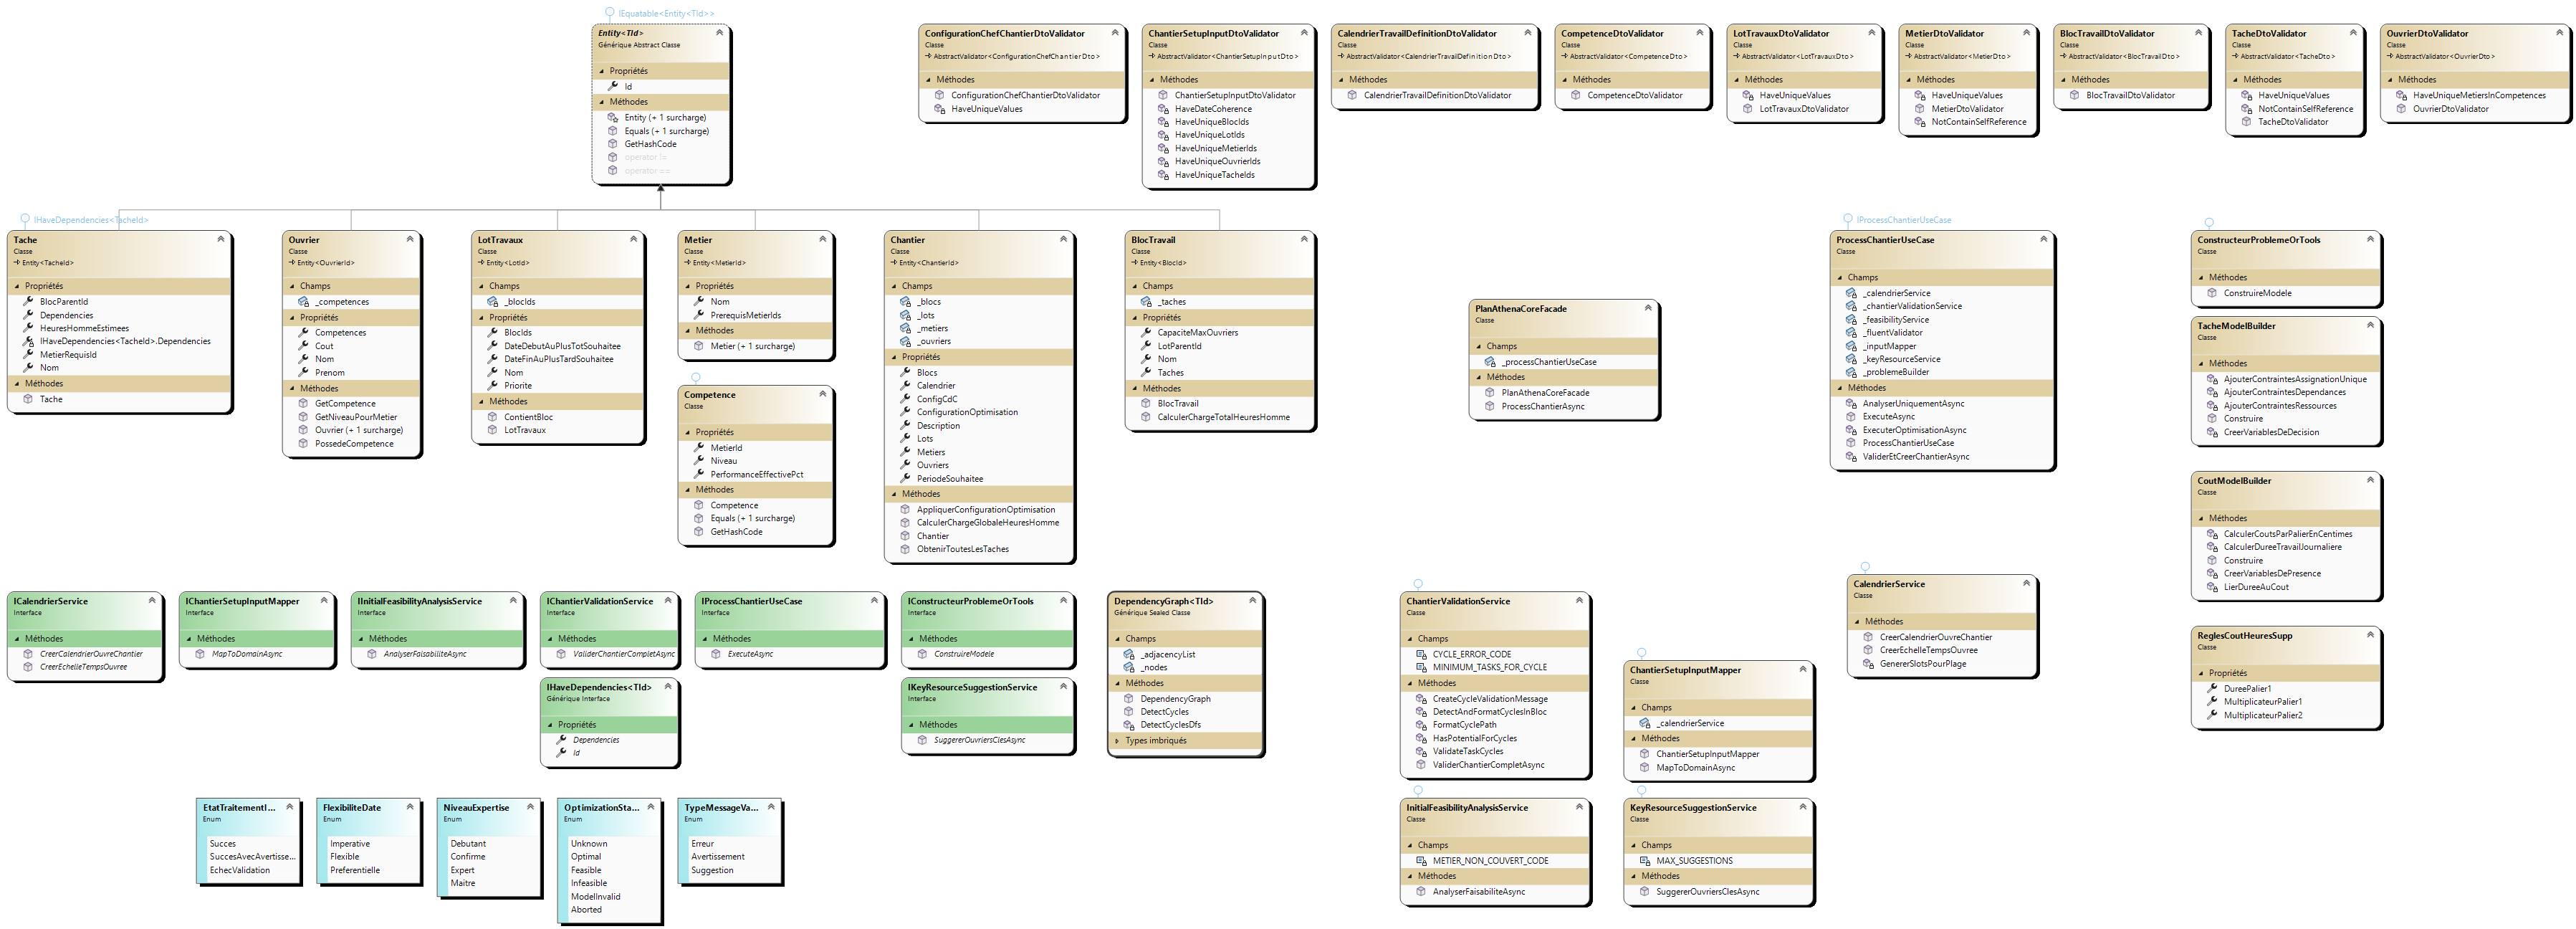 IEquatable<Entity<TId>>
Entity<TId>
Générique Abstract Classe
Propriétés
Id
Méthodes
Entity (+ 1 surcharge)
Equals (+ 1 surcharge)
GetHashCode
operator !=
operator ==
ConfigurationChefChantierDtoValidator
Classe
AbstractValidator<ConfigurationChefChantierDto>
Méthodes
ConfigurationChefChantierDtoValidator
HaveUniqueValues
ChantierSetupInputDtoValidator
Classe
AbstractValidator<ChantierSetupInputDto>
Méthodes
ChantierSetupInputDtoValidator
HaveDateCoherence
HaveUniqueBlocIds
HaveUniqueLotIds
HaveUniqueMetierIds
HaveUniqueOuvrierIds
HaveUniqueTacheIds
CalendrierTravailDefinitionDtoValidator
Classe
AbstractValidator<CalendrierTravailDefinitionDto>
Méthodes
CalendrierTravailDefinitionDtoValidator
CompetenceDtoValidator
Classe
AbstractValidator<CompetenceDto>
Méthodes
CompetenceDtoValidator
LotTravauxDtoValidator
Classe
AbstractValidator<LotTravauxDto>
Méthodes
HaveUniqueValues
LotTravauxDtoValidator
MetierDtoValidator
Classe
AbstractValidator<MetierDto>
Méthodes
HaveUniqueValues
MetierDtoValidator
NotContainSelfReference
BlocTravailDtoValidator
Classe
AbstractValidator<BlocTravailDto>
Méthodes
BlocTravailDtoValidator
TacheDtoValidator
Classe
AbstractValidator<TacheDto>
Méthodes
HaveUniqueValues
NotContainSelfReference
TacheDtoValidator
OuvrierDtoValidator
Classe
AbstractValidator<OuvrierDto>
Méthodes
HaveUniqueMetiersInCompetences
OuvrierDtoValidator
IHaveDependencies<TacheId>
Tache
Classe
Entity<TacheId>
Propriétés
BlocParentId
Dependencies
HeuresHommeEstimees
IHaveDependencies<TacheId>.Dependencies
MetierRequisId
Nom
Méthodes
Tache
Ouvrier
Classe
Entity<OuvrierId>
Champs
_competences
Propriétés
Competences
Cout
Nom
Prenom
Méthodes
GetCompetence
GetNiveauPourMetier
Ouvrier (+ 1 surcharge)
PossedeCompetence
LotTravaux
Classe
Entity<LotId>
Champs
_blocIds
Propriétés
BlocIds
DateDebutAuPlusTotSouhaitee
DateFinAuPlusTardSouhaitee
Nom
Priorite
Méthodes
ContientBloc
LotTravaux
Metier
Classe
Entity<MetierId>
Propriétés
Nom
PrerequisMetierIds
Méthodes
Metier (+ 1 surcharge)
Competence
Classe
Propriétés
MetierId
Niveau
PerformanceEffectivePct
Méthodes
Competence
Equals (+ 1 surcharge)
GetHashCode
Chantier
Classe
Entity<ChantierId>
Champs
_blocs
_lots
_metiers
_ouvriers
Propriétés
Blocs
Calendrier
ConfigCdC
ConfigurationOptimisation
Description
Lots
Metiers
Ouvriers
PeriodeSouhaitee
Méthodes
AppliquerConfigurationOptimisation
CalculerChargeGlobaleHeuresHomme
Chantier
ObtenirToutesLesTaches
BlocTravail
Classe
Entity<BlocId>
Champs
_taches
Propriétés
CapaciteMaxOuvriers
LotParentId
Nom
Taches
Méthodes
BlocTravail
CalculerChargeTotalHeuresHomme
PlanAthenaCoreFacade
Classe
Champs
_processChantierUseCase
Méthodes
PlanAthenaCoreFacade
ProcessChantierAsync
IProcessChantierUseCase
ProcessChantierUseCase
Classe
Champs
_calendrierService
_chantierValidationService
_feasibilityService
_fluentValidator
_inputMapper
_keyResourceService
_problemeBuilder
Méthodes
AnalyserUniquementAsync
ExecuteAsync
ExecuterOptimisationAsync
ProcessChantierUseCase
ValiderEtCreerChantierAsync
ConstructeurProblemeOrTools
Classe
Méthodes
ConstruireModele
TacheModelBuilder
Classe
Méthodes
AjouterContraintesAssignationUnique
AjouterContraintesDependances
AjouterContraintesRessources
Construire
CreerVariablesDeDecision
CoutModelBuilder
Classe
Méthodes
CalculerCoutsParPalierEnCentimes
CalculerDureeTravailJournaliere
Construire
CreerVariablesDePresence
LierDureeAuCout
ReglesCoutHeuresSupp
Classe
Propriétés
DureePalier1
MultiplicateurPalier1
MultiplicateurPalier2
ICalendrierService
Interface
Méthodes
CreerCalendrierOuvreChantier
CreerEchelleTempsOuvree
IChantierSetupInputMapper
Interface
Méthodes
MapToDomainAsync
IInitialFeasibilityAnalysisService
Interface
Méthodes
AnalyserFaisabiliteAsync
IChantierValidationService
Interface
Méthodes
ValiderChantierCompletAsync
IProcessChantierUseCase
Interface
Méthodes
ExecuteAsync
IConstructeurProblemeOrTools
Interface
Méthodes
ConstruireModele
IHaveDependencies<TId>
Générique Interface
Propriétés
Dependencies
Id
IKeyResourceSuggestionService
Interface
Méthodes
SuggererOuvriersClesAsync
DependencyGraph<TId>
Générique Sealed Classe
Champs
_adjacencyList
_nodes
Méthodes
DependencyGraph
DetectCycles
DetectCyclesDfs
Types imbriqués
ChantierValidationService
Classe
Champs
CYCLE_ERROR_CODE
MINIMUM_TASKS_FOR_CYCLE
Méthodes
CreateCycleValidationMessage
DetectAndFormatCyclesInBloc
FormatCyclePath
HasPotentialForCycles
ValidateTaskCycles
ValiderChantierCompletAsync
ChantierSetupInputMapper
Classe
Champs
_calendrierService
Méthodes
ChantierSetupInputMapper
MapToDomainAsync
CalendrierService
Classe
Méthodes
CreerCalendrierOuvreChantier
CreerEchelleTempsOuvree
GenererSlotsPourPlage
EtatTraitementI...
Enum
Succes
SuccesAvecAvertisse...
EchecValidation
FlexibiliteDate
Enum
Imperative
Flexible
Preferentielle
NiveauExpertise
Enum
Debutant
Confirme
Expert
Maitre
OptimizationSta...
Enum
Unknown
Optimal
Feasible
Infeasible
ModelInvalid
Aborted
TypeMessageVa...
Enum
Erreur
Avertissement
Suggestion
InitialFeasibilityAnalysisService
Classe
Champs
METIER_NON_COUVERT_CODE
Méthodes
AnalyserFaisabiliteAsync
KeyResourceSuggestionService
Classe
Champs
MAX_SUGGESTIONS
Méthodes
SuggererOuvriersClesAsync